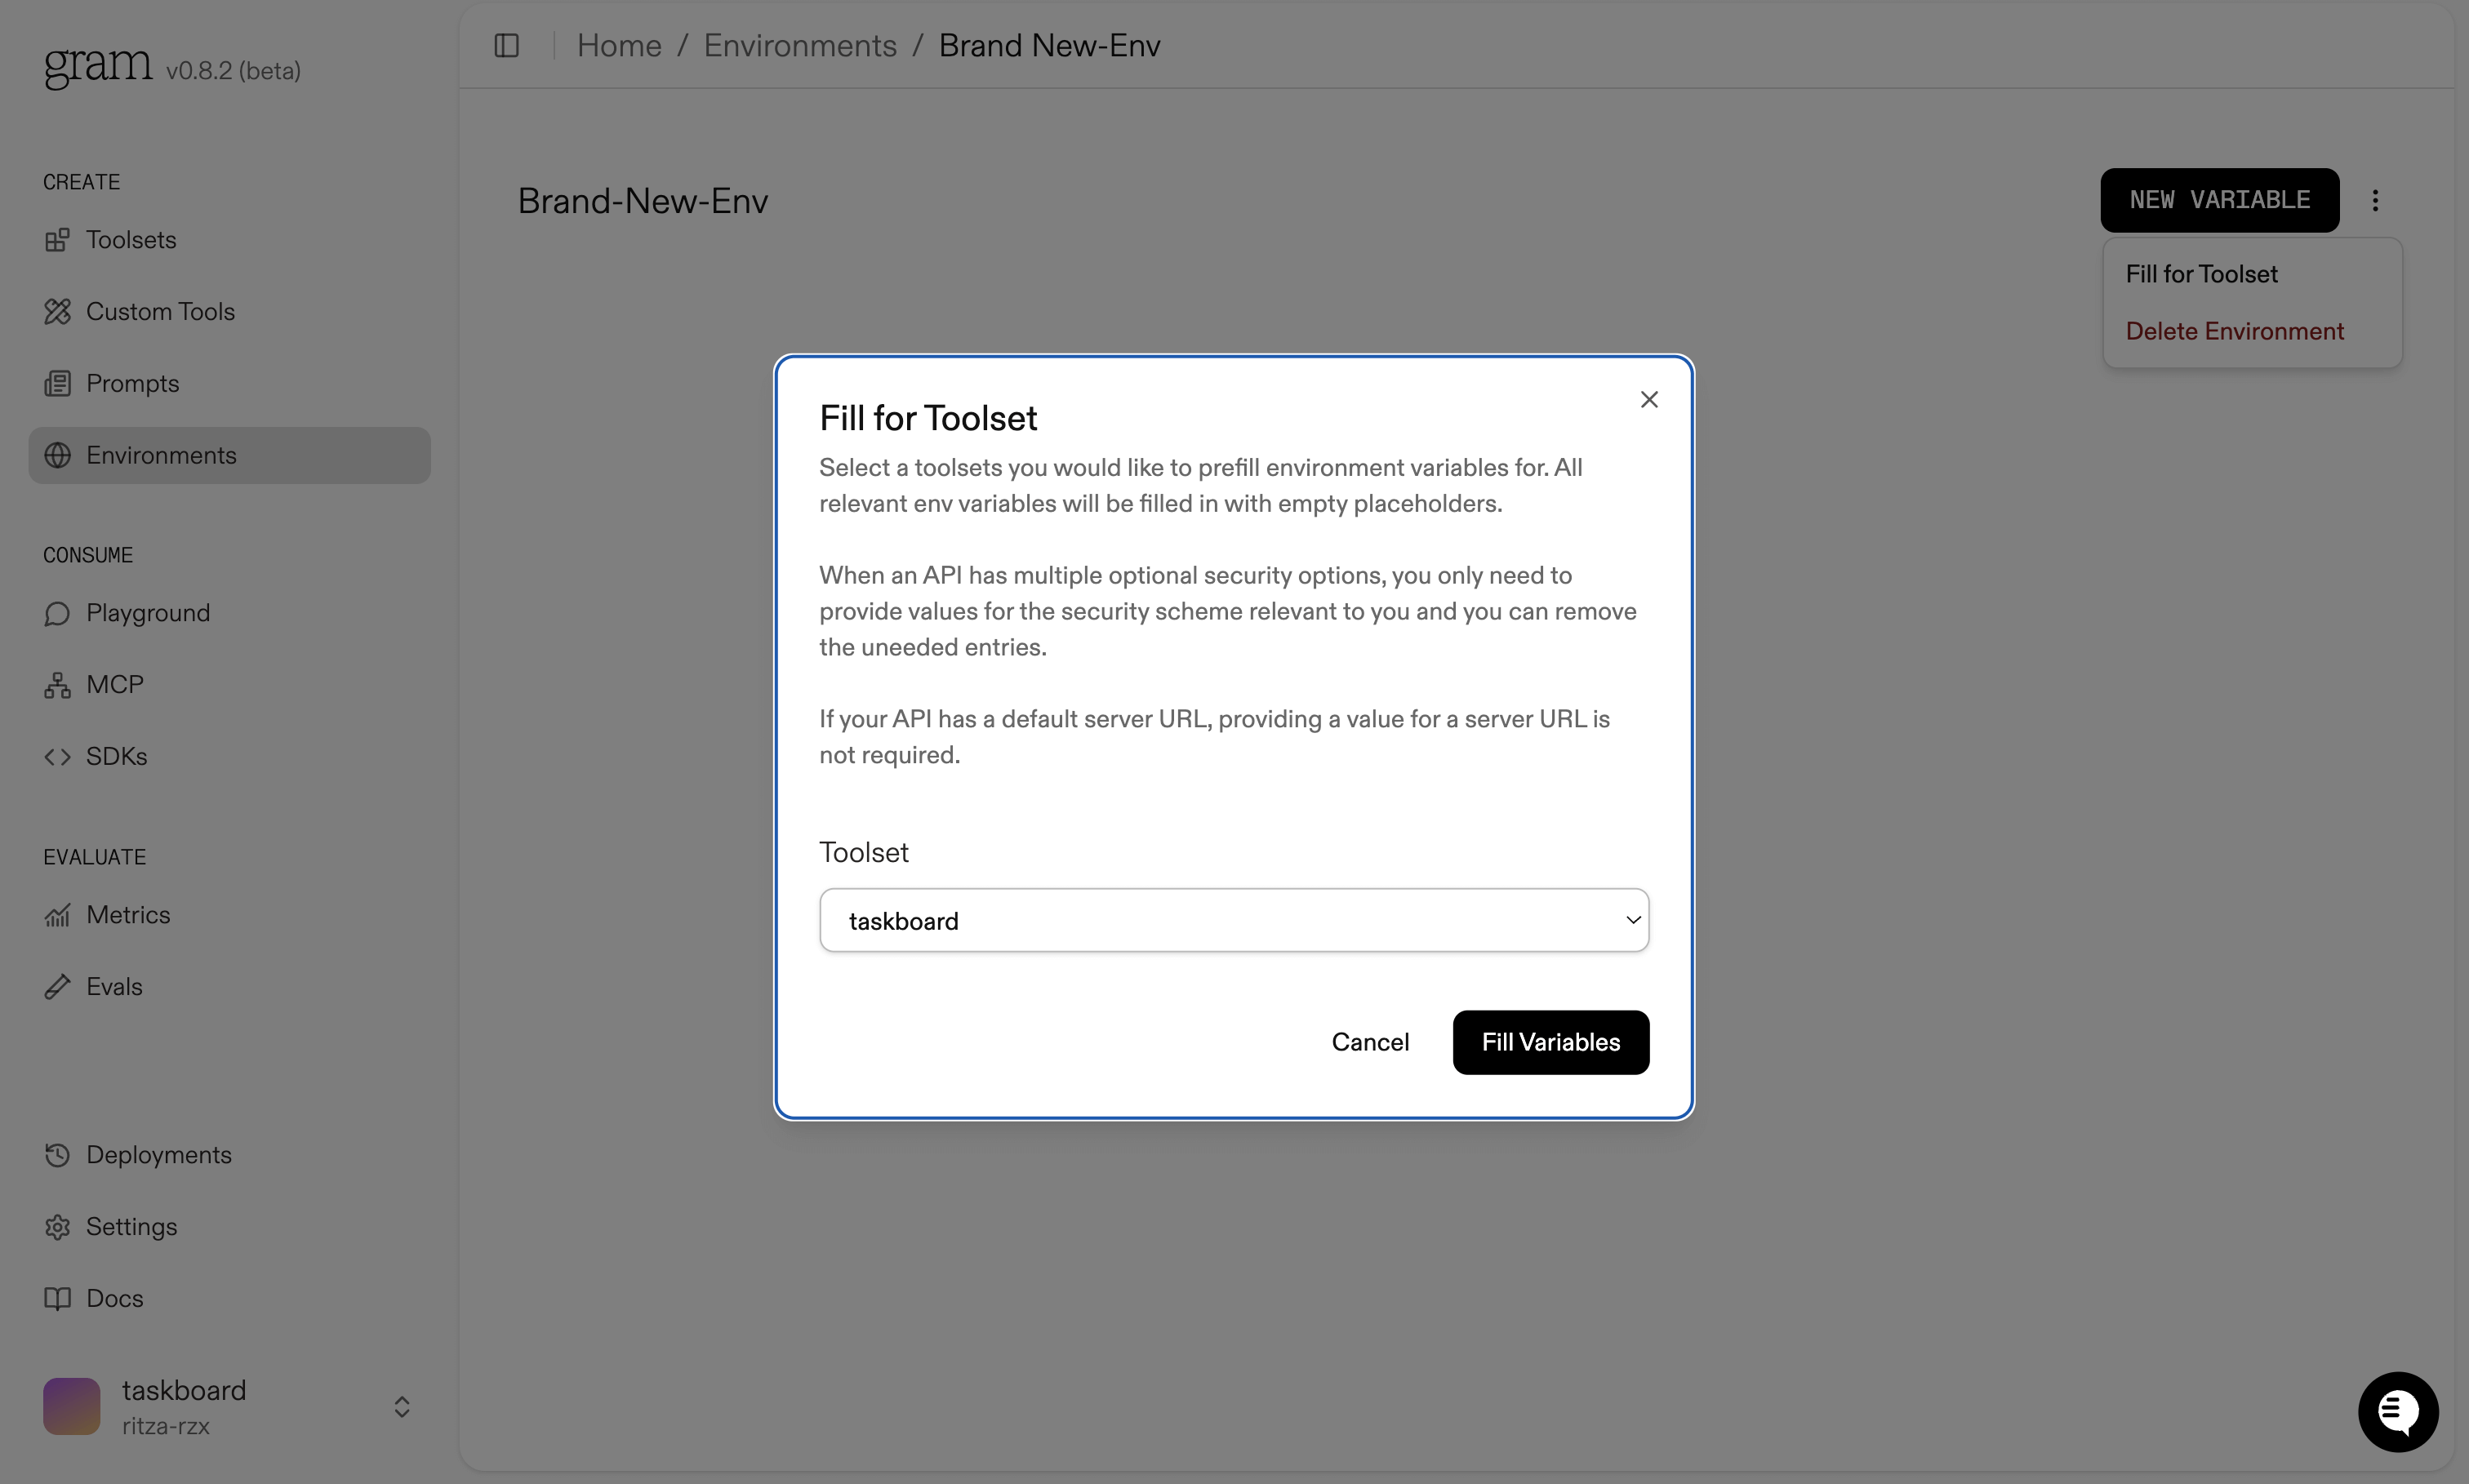 gram v0.8.2 (beta)
CREATE
Toolsets
Custom Tools
Prompts
Environments
CONSUME
Playground
MCP
SDKs
EVALUATE
Metrics
Evals
Deployments
Settings
Docs
taskboard
ritza-rzx
Home / Environments / Brand New-Env
Brand-New-Env
NEW VARIABLE
Fill for Toolset
Delete Environment
Fill for Toolset
Select a toolsets you would like to prefill environment variables for. All
relevant env variables will be filled in with empty placeholders.
When an API has multiple optional security options, you only need to
provide values for the security scheme relevant to you and you can remove
the uneeded entries.
If your API has a default server URL, providing a value for a server URL is
not required.
Toolset
taskboard
Cancel
Fill Variables